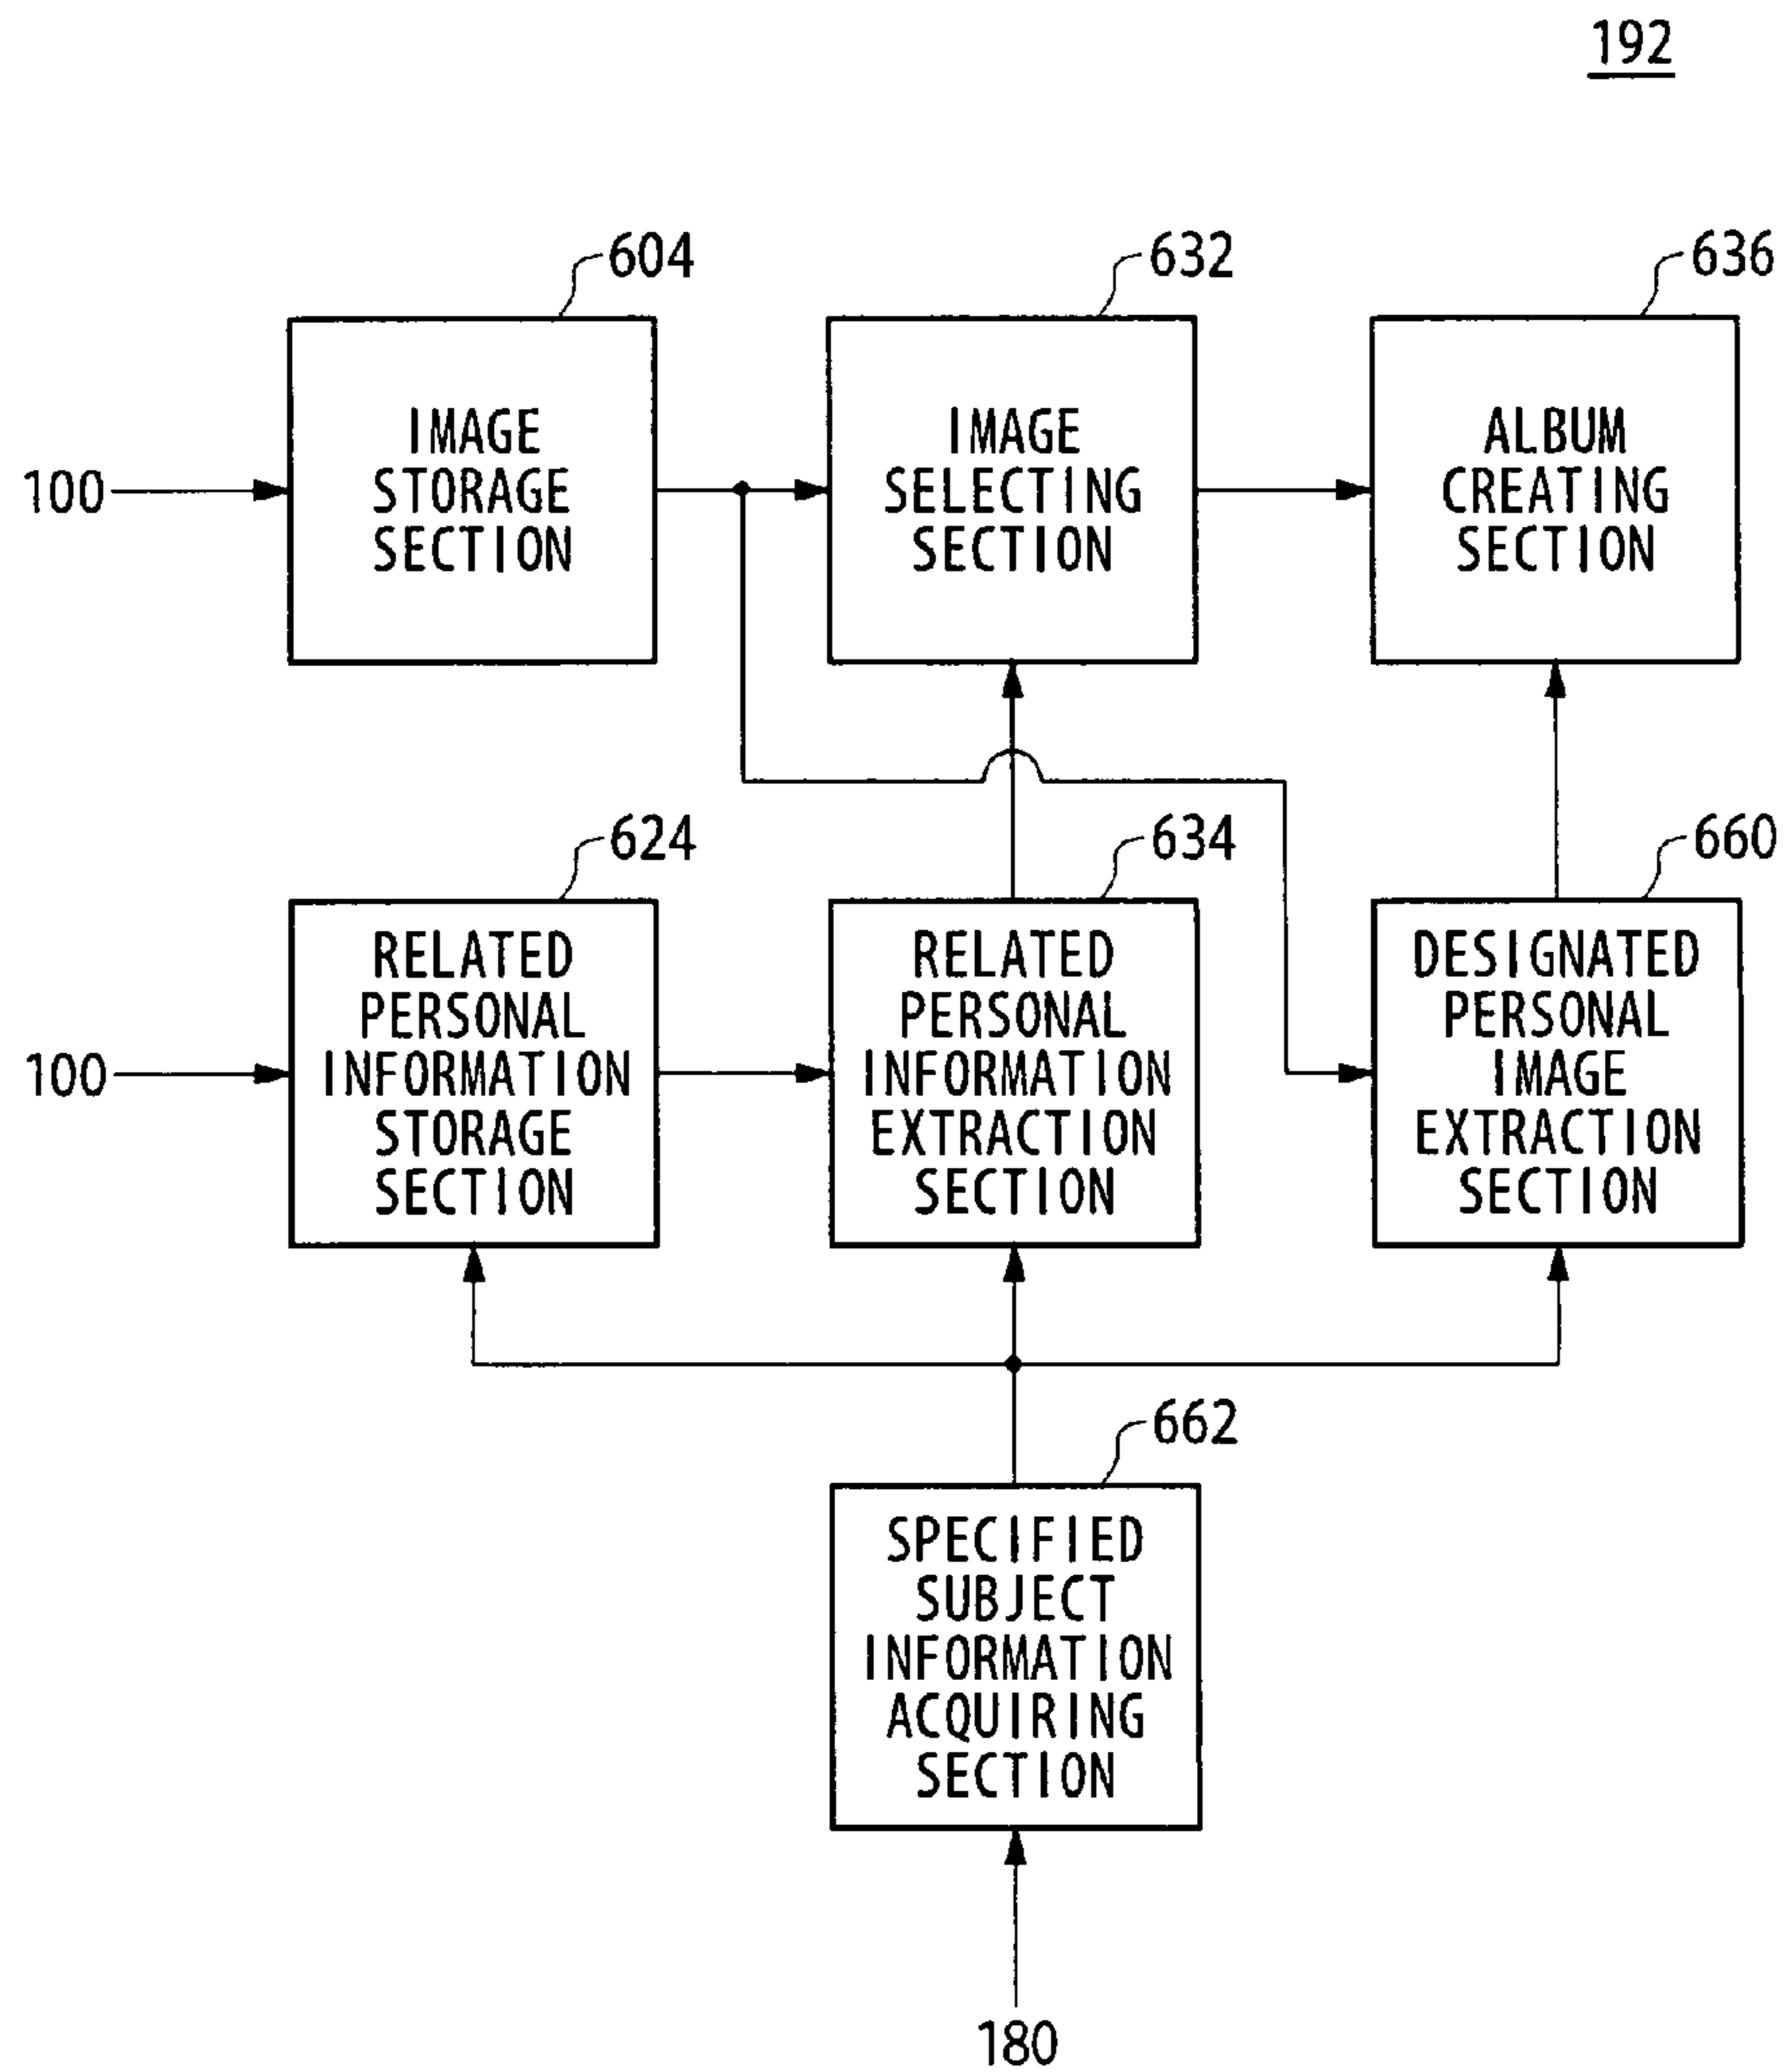 192
604
632
636
IMAGE
STORAGE
SECTION
IMAGE
SELECTING
SECTION
ALBUM
CREATING
SECTION
100
624
634
660
RELATED
PERSONAL
INFORMATION
STORAGE
SECTION
RELATED
PERSONAL
INFORMATION
EXTRACTION
SECTION
DESIGNATED
PERSONAL
IMAGE
EXTRACTION
SECTION
100
662
SPECIFIED
SUBJECT
INFORMATION
ACQUIRING
SECTION
180